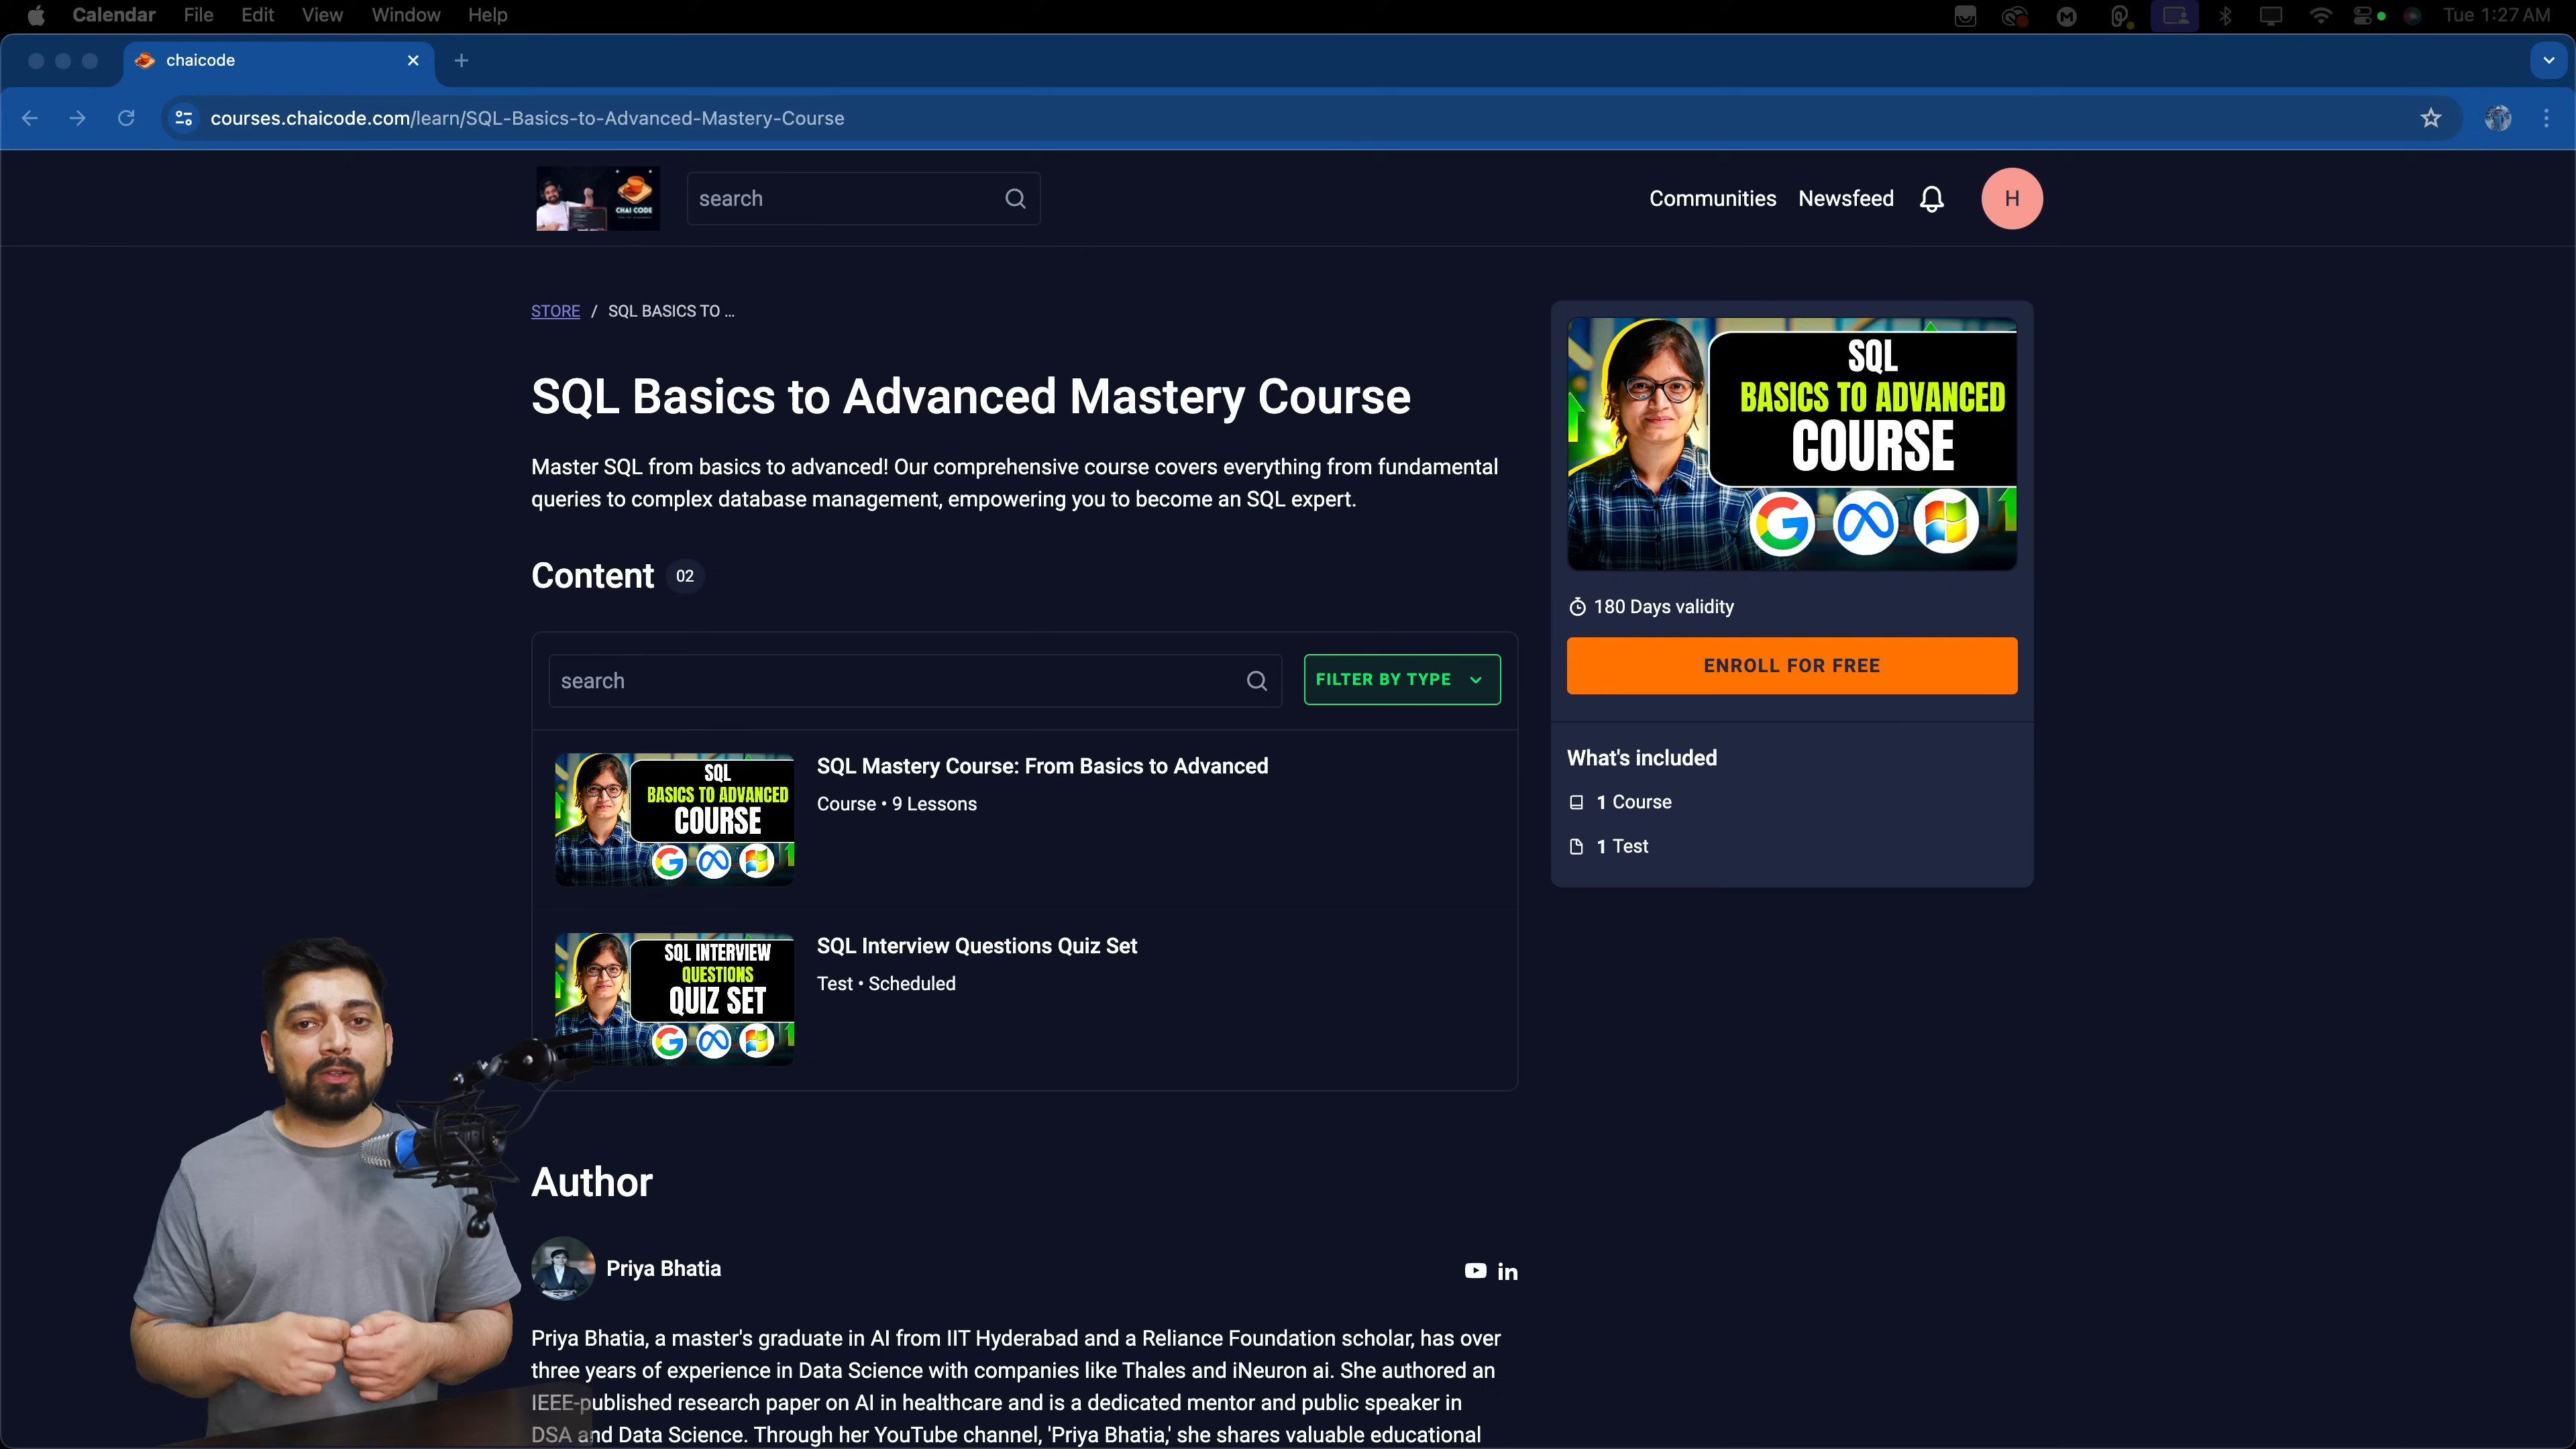 Calendar File Edit View Window Help
Tue 1:27 AM
chaicode
courses.chaicode.com/learn/SQL-Basics-to-Advanced-Mastery-Course
CHAI CODE
search
Communities Newsfeed
H
STORE / SQL BASICS TO ...
SQL Basics to Advanced Mastery Course
Master SQL from basics to advanced! Our comprehensive course covers everything from fundamental
queries to complex database management, empowering you to become an SQL expert.
Content 02
search
FILTER BY TYPE
SQL
BASICS TO ADVANCED
COURSE
SQL Mastery Course: From Basics to Advanced
Course • 9 Lessons
SQL INTERVIEW
QUESTIONS
QUIZ SET
SQL Interview Questions Quiz Set
Test • Scheduled
SQL
BASICS TO ADVANCED
COURSE
180 Days validity
ENROLL FOR FREE
What's included
1 Course
1 Test
Author
Priya Bhatia
in
Priya Bhatia, a master's graduate in AI from IIT Hyderabad and a Reliance Foundation scholar, has over
three years of experience in Data Science with companies like Thales and iNeuron ai. She authored an
IEEE-published research paper on AI in healthcare and is a dedicated mentor and public speaker in
DSA and Data Science. Through her YouTube channel, 'Priya Bhatia,' she shares valuable educational